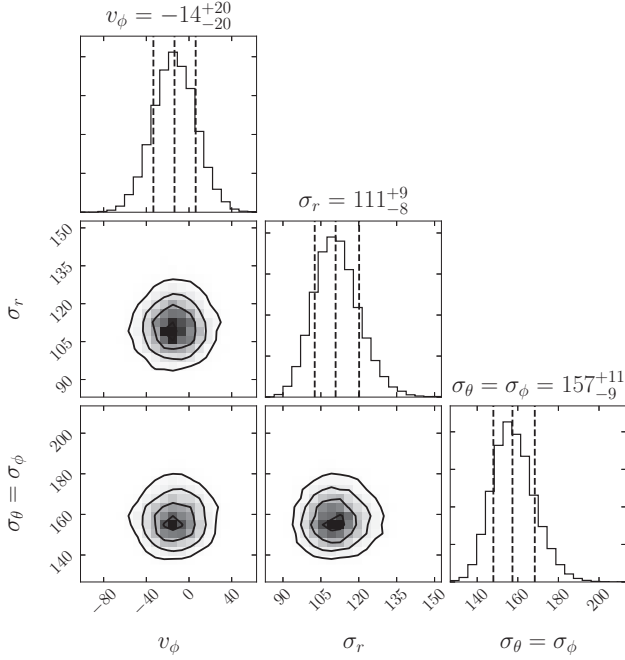 v_ϕ = −14^{+20}_{−20}
σ_r = 111^{+9}_{−8}
σ_θ = σ_ϕ = 157^{+11}_{−9}
σ_r
150
135
120
105
90
σ_θ = σ_ϕ
200
180
160
140
−80 −40 0 40
v_ϕ
90 105 120 135 150
σ_r
140 160 180 200
σ_θ = σ_ϕ